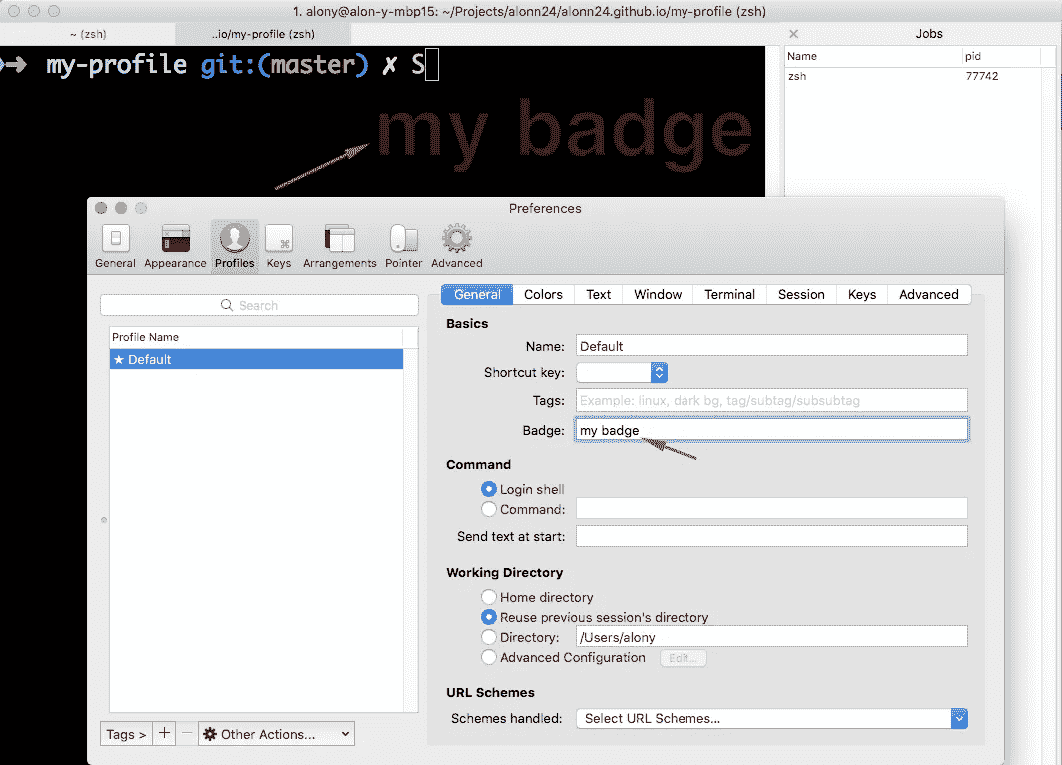 1. alony@alon-y-mbp15: ~/Projects/alonn24/alonn24.github.io/my-profile (zsh)
~ (zsh)
..io/my-profile (zsh)
Jobs
my-profile git:(master) ✗ S
Name pid
zsh 77742
my badge
Preferences
General Appearance Profiles Keys Arrangements Pointer Advanced
Search
Profile Name
★ Default
General Colors Text Window Terminal Session Keys Advanced
Basics
Name: Default
Shortcut key:
Tags: Example: linux, dark bg, tag/subtag/subsubtag
Badge: my badge
Command
Login shell
Command:
Send text at start:
Working Directory
Home directory
Reuse previous session's directory
Directory: /Users/alony
Advanced Configuration Edit...
URL Schemes
Schemes handled: Select URL Schemes...
Tags > + − Other Actions...